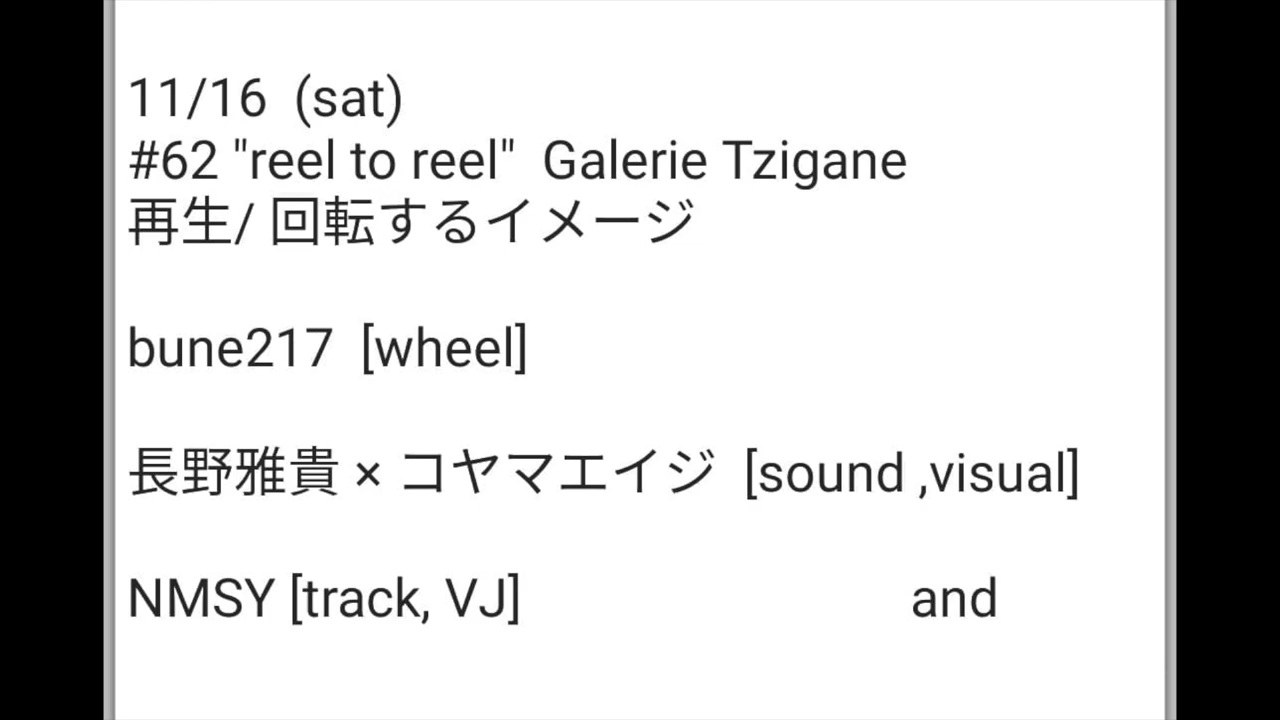 11/16 (sat)
#62 "reel to reel" Galerie Tzigane
再生/ 回転するイメージ
bune217 [wheel]
長野雅貴 × コヤマエイジ [sound ,visual]
NMSY [track, VJ] and